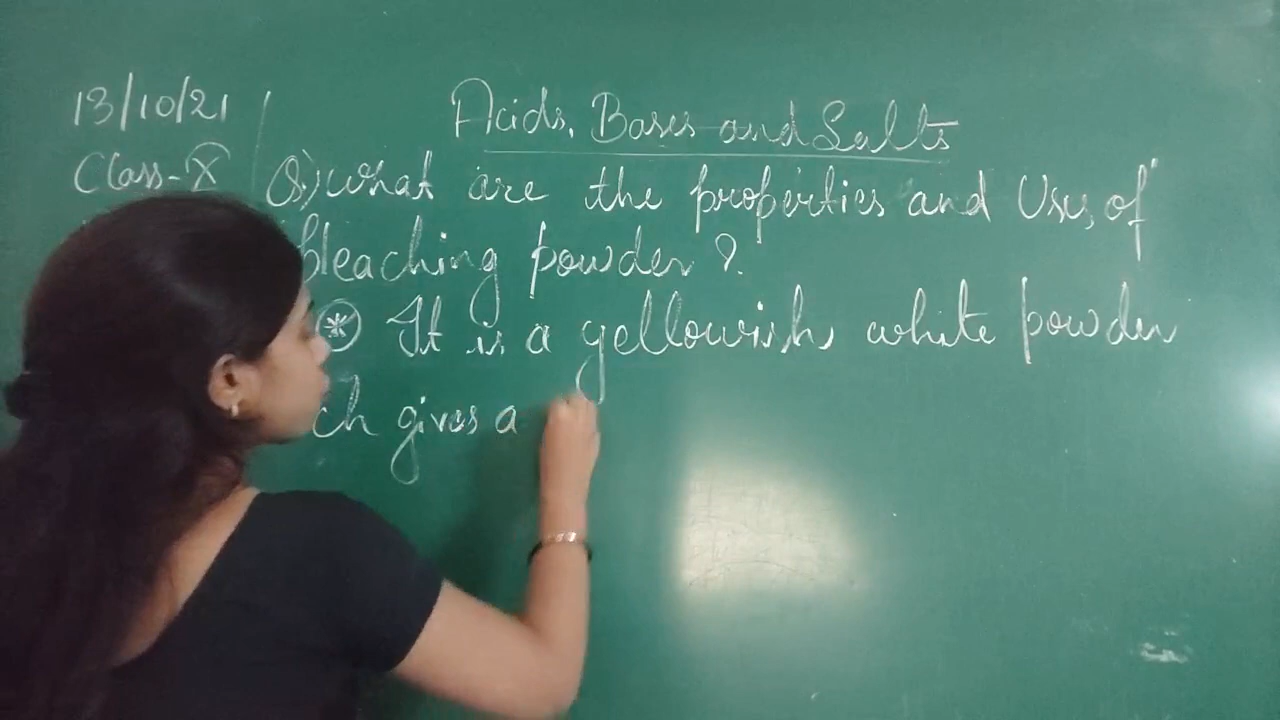 13/10/21
Class-X
Acids, Bases and Salts
Q.) what are the properties and Uses of
bleaching powder?
* It is a yellowish white powder
ch gives a